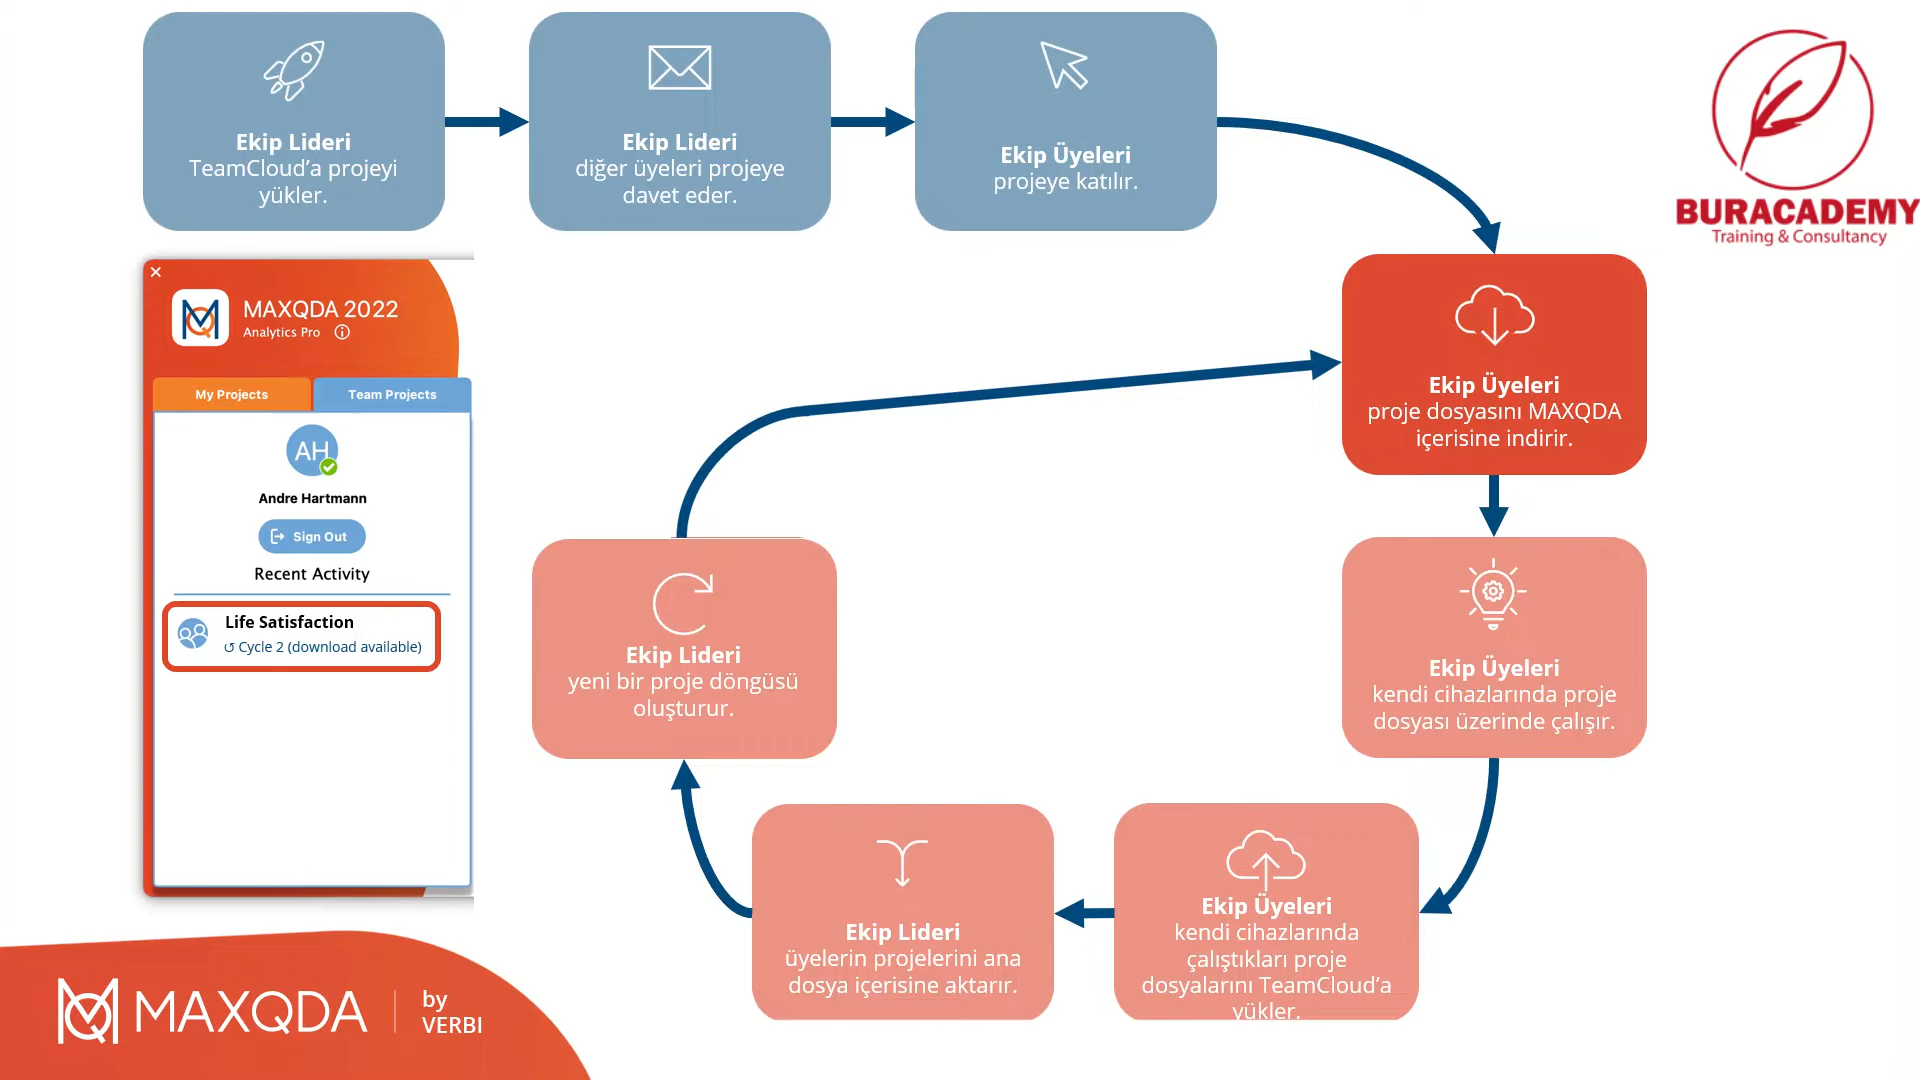 Ekip Lideri
TeamCloud’a projeyi
yükler.
Ekip Lideri
diğer üyeleri projeye
davet eder.
Ekip Üyeleri
projeye katılır.
BURACADEMY
Training & Consultancy
MAXQDA 2022
Analytics Pro
My Projects
Team Projects
AH
Andre Hartmann
Sign Out
Recent Activity
Life Satisfaction
Cycle 2 (download available)
Ekip Üyeleri
proje dosyasını MAXQDA
içerisine indirir.
Ekip Üyeleri
kendi cihazlarında proje
dosyası üzerinde çalışır.
Ekip Üyeleri
kendi cihazlarında
çalıştıkları proje
dosyalarını TeamCloud’a
yükler.
Ekip Lideri
üyelerin projelerini ana
dosya içerisine aktarır.
Ekip Lideri
yeni bir proje döngüsü
oluşturur.
MAXQDA
by
VERBI